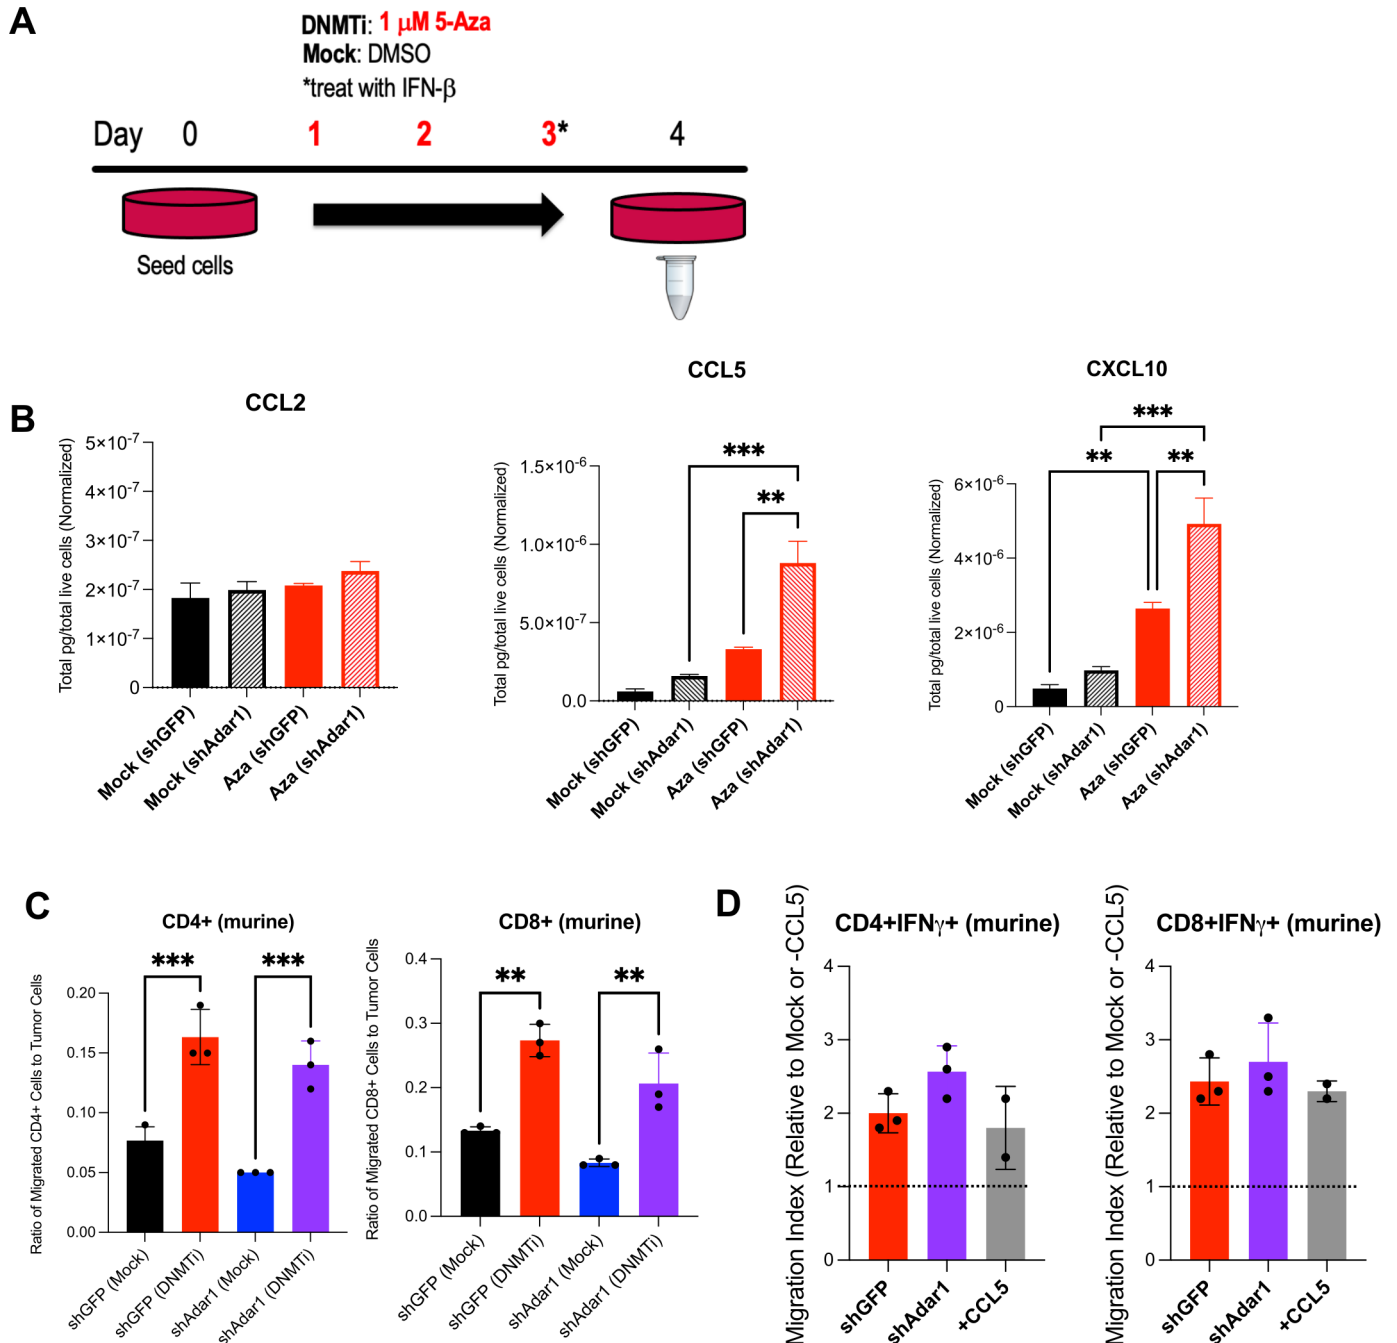 A
DNMTi: 1 μM 5-Aza
Mock: DMSO
*treat with IFN-β
Day 0 1 2 3* 4
Seed cells
B
CCL2
Total pg/total live cells (Normalized)
5×10-7
4×10-7
3×10-7
2×10-7
1×10-7
0
Mock (shGFP)
Mock (shAdar1)
Aza (shGFP)
Aza (shAdar1)
CCL5
Total pg/total live cells (Normalized)
1.5×10-6
1.0×10-6
5.0×10-7
0.0
***
**
Mock (shGFP)
Mock (shAdar1)
Aza (shGFP)
Aza (shAdar1)
CXCL10
Total pg/total live cells (Normalized)
6×10-6
4×10-6
2×10-6
0
***
** **
Mock (shGFP)
Mock (shAdar1)
Aza (shGFP)
Aza (shAdar1)
C
CD4+ (murine)
Ratio of Migrated CD4+ Cells to Tumor Cells
0.20
0.15
0.10
0.05
0.00
*** ***
shGFP (Mock)
shGFP (DNMTi)
shAdar1 (Mock)
shAdar1 (DNMTi)
CD8+ (murine)
Ratio of Migrated CD8+ Cells to Tumor Cells
0.4
0.3
0.2
0.1
0.0
** **
shGFP (Mock)
shGFP (DNMTi)
shAdar1 (Mock)
shAdar1 (DNMTi)
D
CD4+IFNγ+ (murine)
Migration Index (Relative to Mock or -CCL5)
4
3
2
1
0
shGFP
shAdar1
+CCL5
CD8+IFNγ+ (murine)
Migration Index (Relative to Mock or -CCL5)
4
3
2
1
0
shGFP
shAdar1
+CCL5